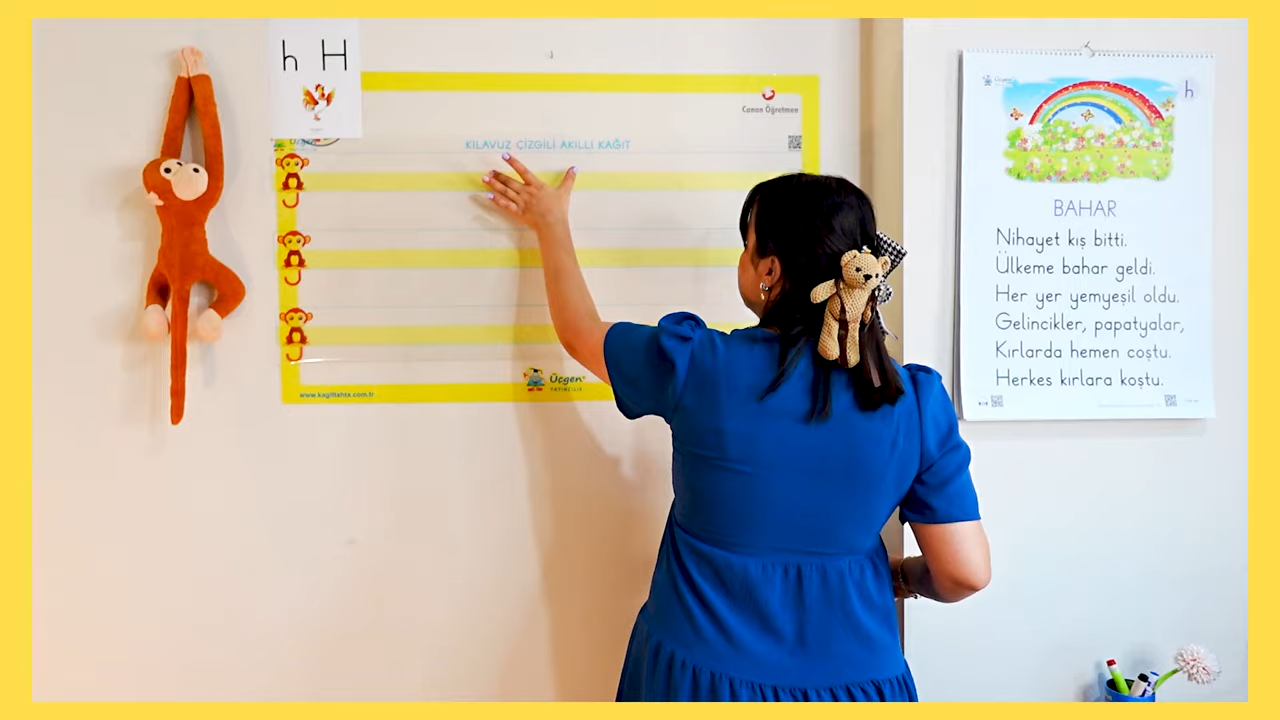 h H
Canan Öğretmen
KILAVUZ ÇİZGİLİ AKILLI KAĞIT
Üçgen
YAYINCILIK
www.kagittahta.com.tr
Üçgen
h
BAHAR
Nihayet kış bitti.
Ülkeme bahar geldi.
Her yer yemyeşil oldu.
Gelincikler, papatyalar,
Kırlarda hemen coştu.
Herkes kırlara koştu.